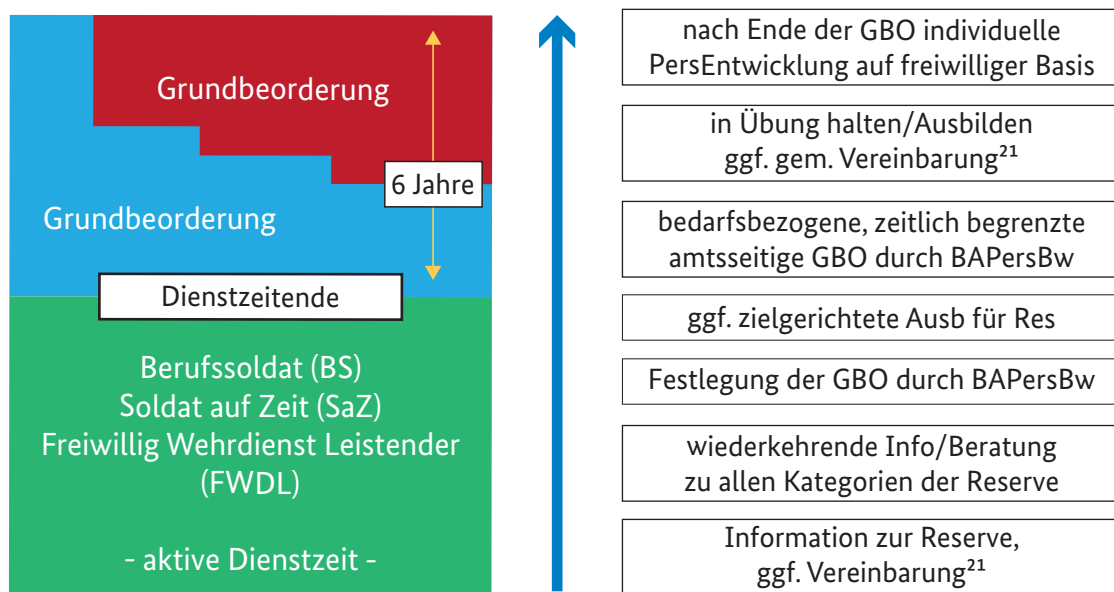 Grundbeorderung
6 Jahre
Grundbeorderung
Dienstzeitende
Berufssoldat (BS)
Soldat auf Zeit (SaZ)
Freiwillig Wehrdienst Leistender
(FWDL)
- aktive Dienstzeit -
nach Ende der GBO individuelle
PersEntwicklung auf freiwilliger Basis
in Übung halten/Ausbilden
ggf. gem. Vereinbarung²¹
bedarfsbezogene, zeitlich begrenzte
amtsseitige GBO durch BAPersBw
ggf. zielgerichtete Ausb für Res
Festlegung der GBO durch BAPersBw
wiederkehrende Info/Beratung
zu allen Kategorien der Reserve
Information zur Reserve,
ggf. Vereinbarung²¹